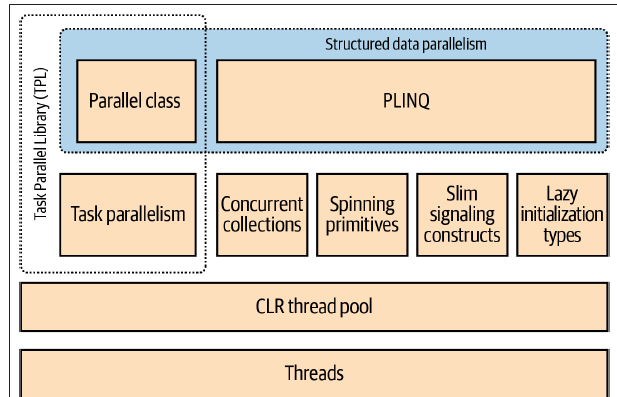 Structured data parallelism
Task Parallel Library (TPL)
Parallel class
PLINQ
Task parallelism
Concurrent
collections
Spinning
primitives
Slim
signaling
constructs
Lazy
initialization
types
CLR thread pool
Threads